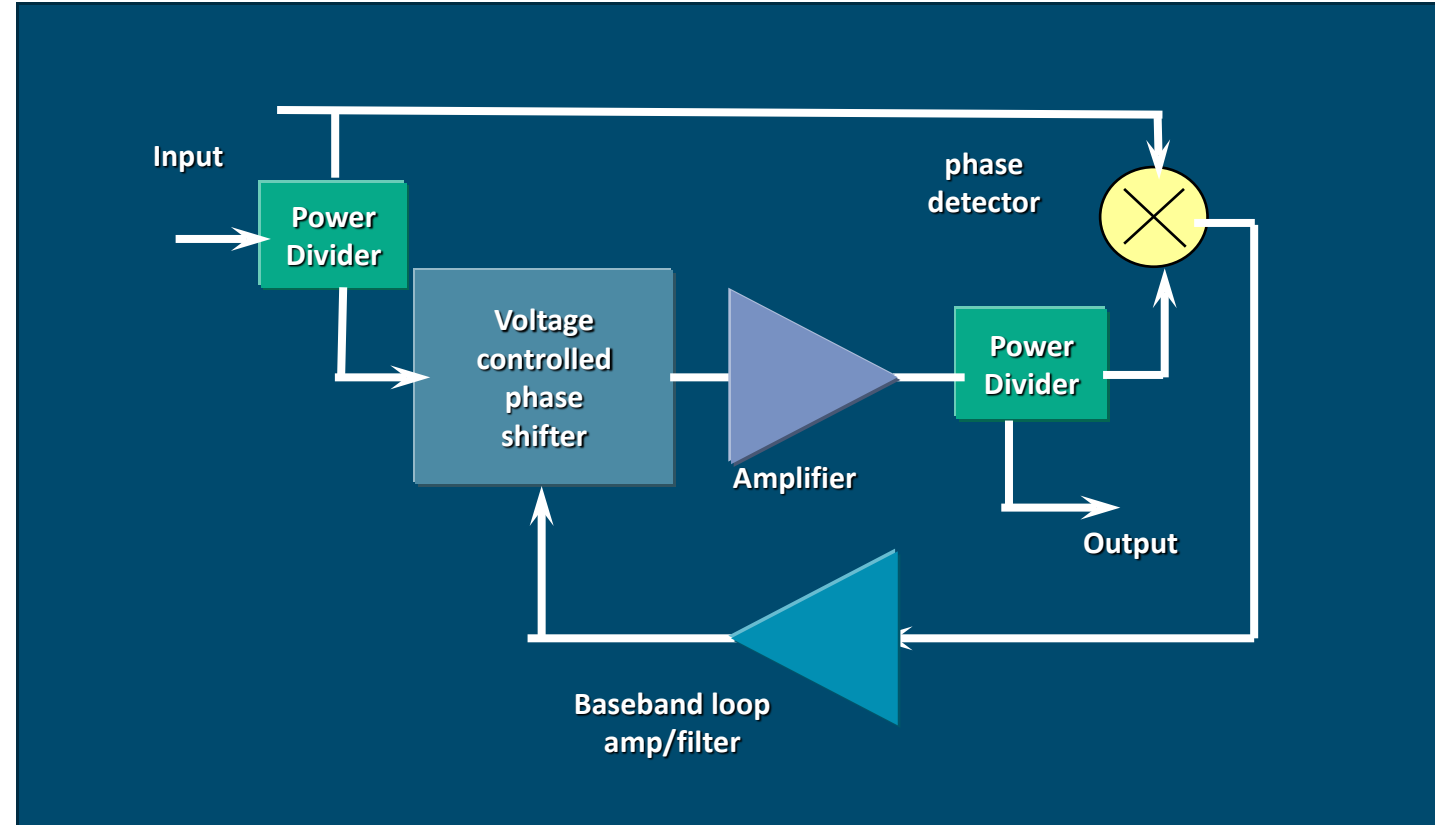 Input
Power
Divider
phase
detector
Voltage
controlled
phase
shifter
Amplifier
Power
Divider
Output
Baseband loop
amp/filter